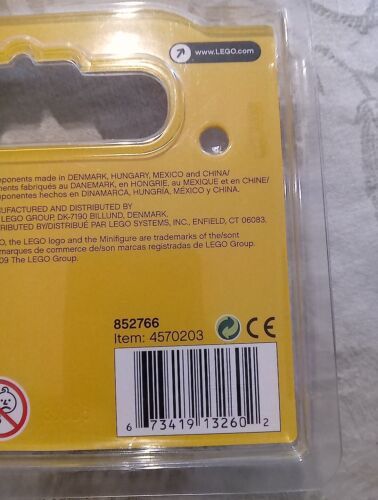 www.LEGO.com
ponents made in DENMARK, HUNGARY, MEXICO and CHINA/
nents fabriqués au DANEMARK, en HONGRIE, au MEXIQUE et en CHINE/
ponentes hechos en DINAMARCA, HUNGRÍA, MÉXICO y CHINA.
UFACTURED AND DISTRIBUTED BY
LEGO GROUP, DK-7190 BILLUND, DENMARK.
TRIBUTED BY/DISTRIBUÉ PAR LEGO SYSTEMS, INC., ENFIELD, CT 06083.
O, the LEGO logo and the Minifigure are trademarks of the/sont
marques de commerce de/son marcas registradas de LEGO Group.
09 The LEGO Group.
852766
Item: 4570203
CE
0-3
6 73419 13260 2